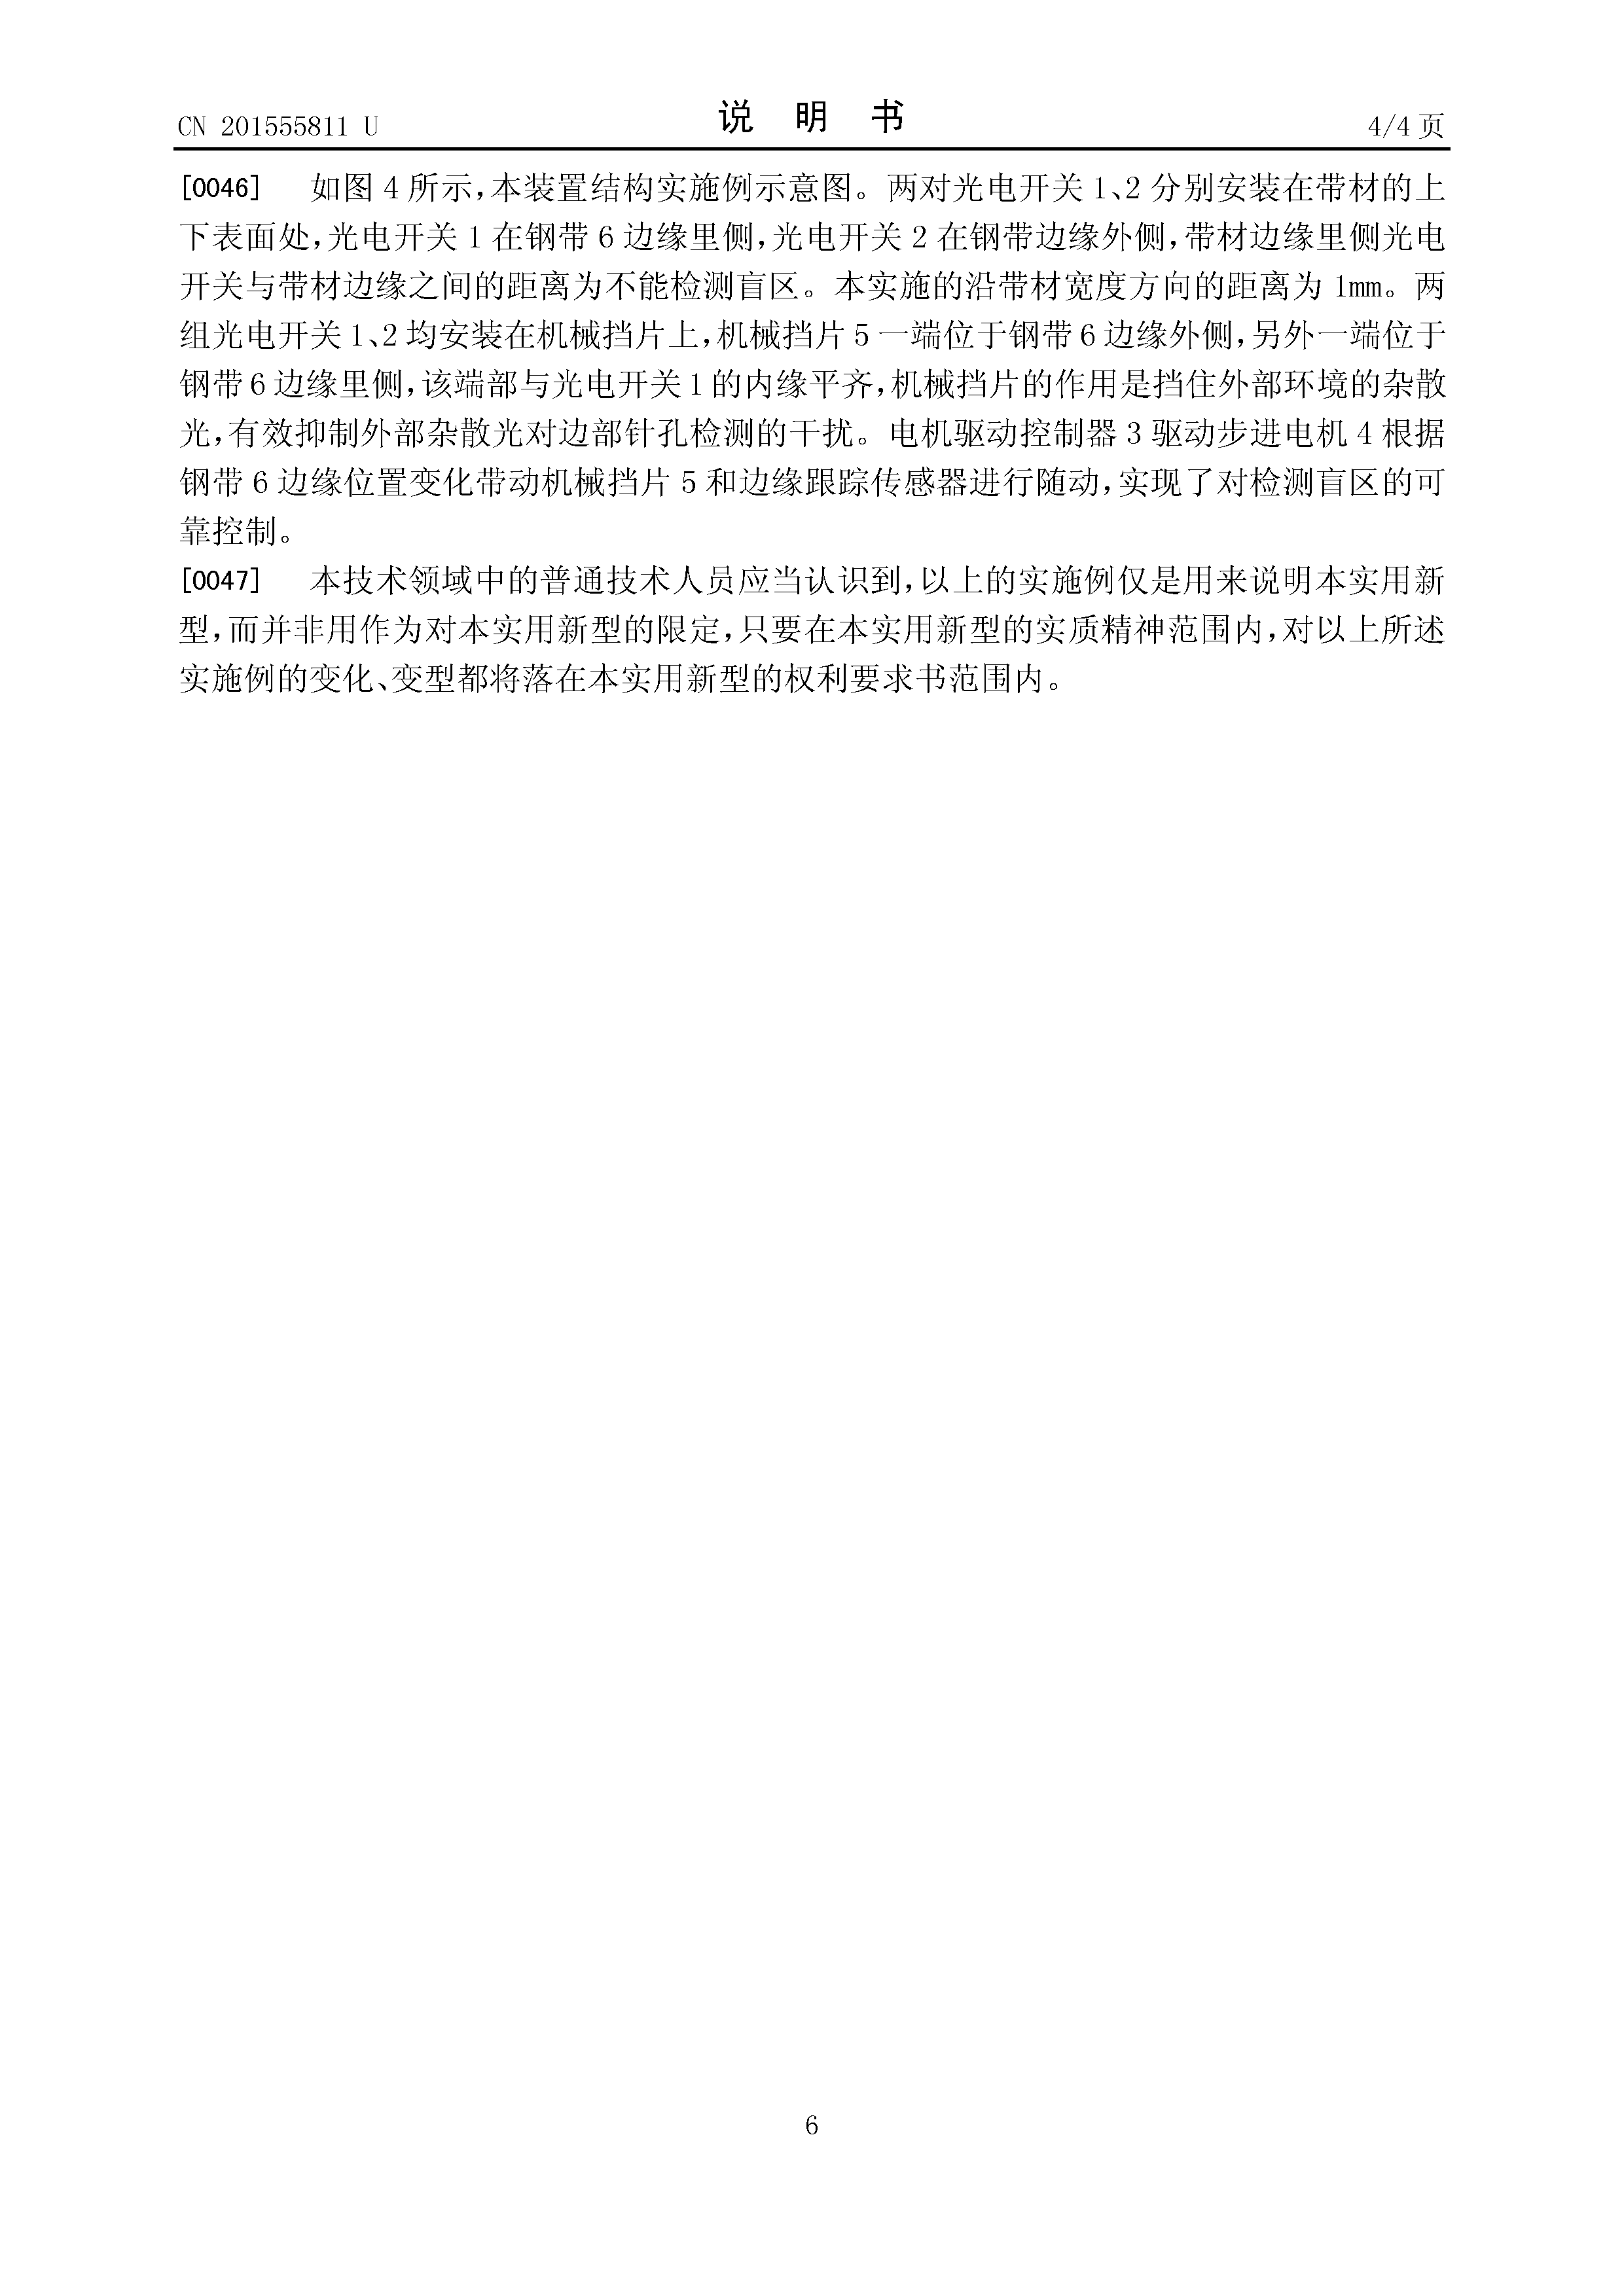 CN 201555811 U
说 明 书
4/4 页
[0046] 如图 4 所示,本装置结构实施例示意图。两对光电开关 1、2 分别安装在带材的上
下表面处,光电开关 1 在钢带 6 边缘里侧,光电开关 2 在钢带边缘外侧,带材边缘里侧光电
开关与带材边缘之间的距离为不能检测盲区。本实施的沿带材宽度方向的距离为 1mm。两
组光电开关 1、2 均安装在机械挡片上,机械挡片 5 一端位于钢带 6 边缘外侧,另外一端位于
钢带 6 边缘里侧,该端部与光电开关 1 的内缘平齐,机械挡片的作用是挡住外部环境的杂散
光,有效抑制外部杂散光对边部针孔检测的干扰。电机驱动控制器 3 驱动步进电机 4 根据
钢带 6 边缘位置变化带动机械挡片 5 和边缘跟踪传感器进行随动,实现了对检测盲区的可
靠控制。
[0047] 本技术领域中的普通技术人员应当认识到,以上的实施例仅是用来说明本实用新
型,而并非用作为对本实用新型的限定,只要在本实用新型的实质精神范围内,对以上所述
实施例的变化、变型都将落在本实用新型的权利要求书范围内。
6